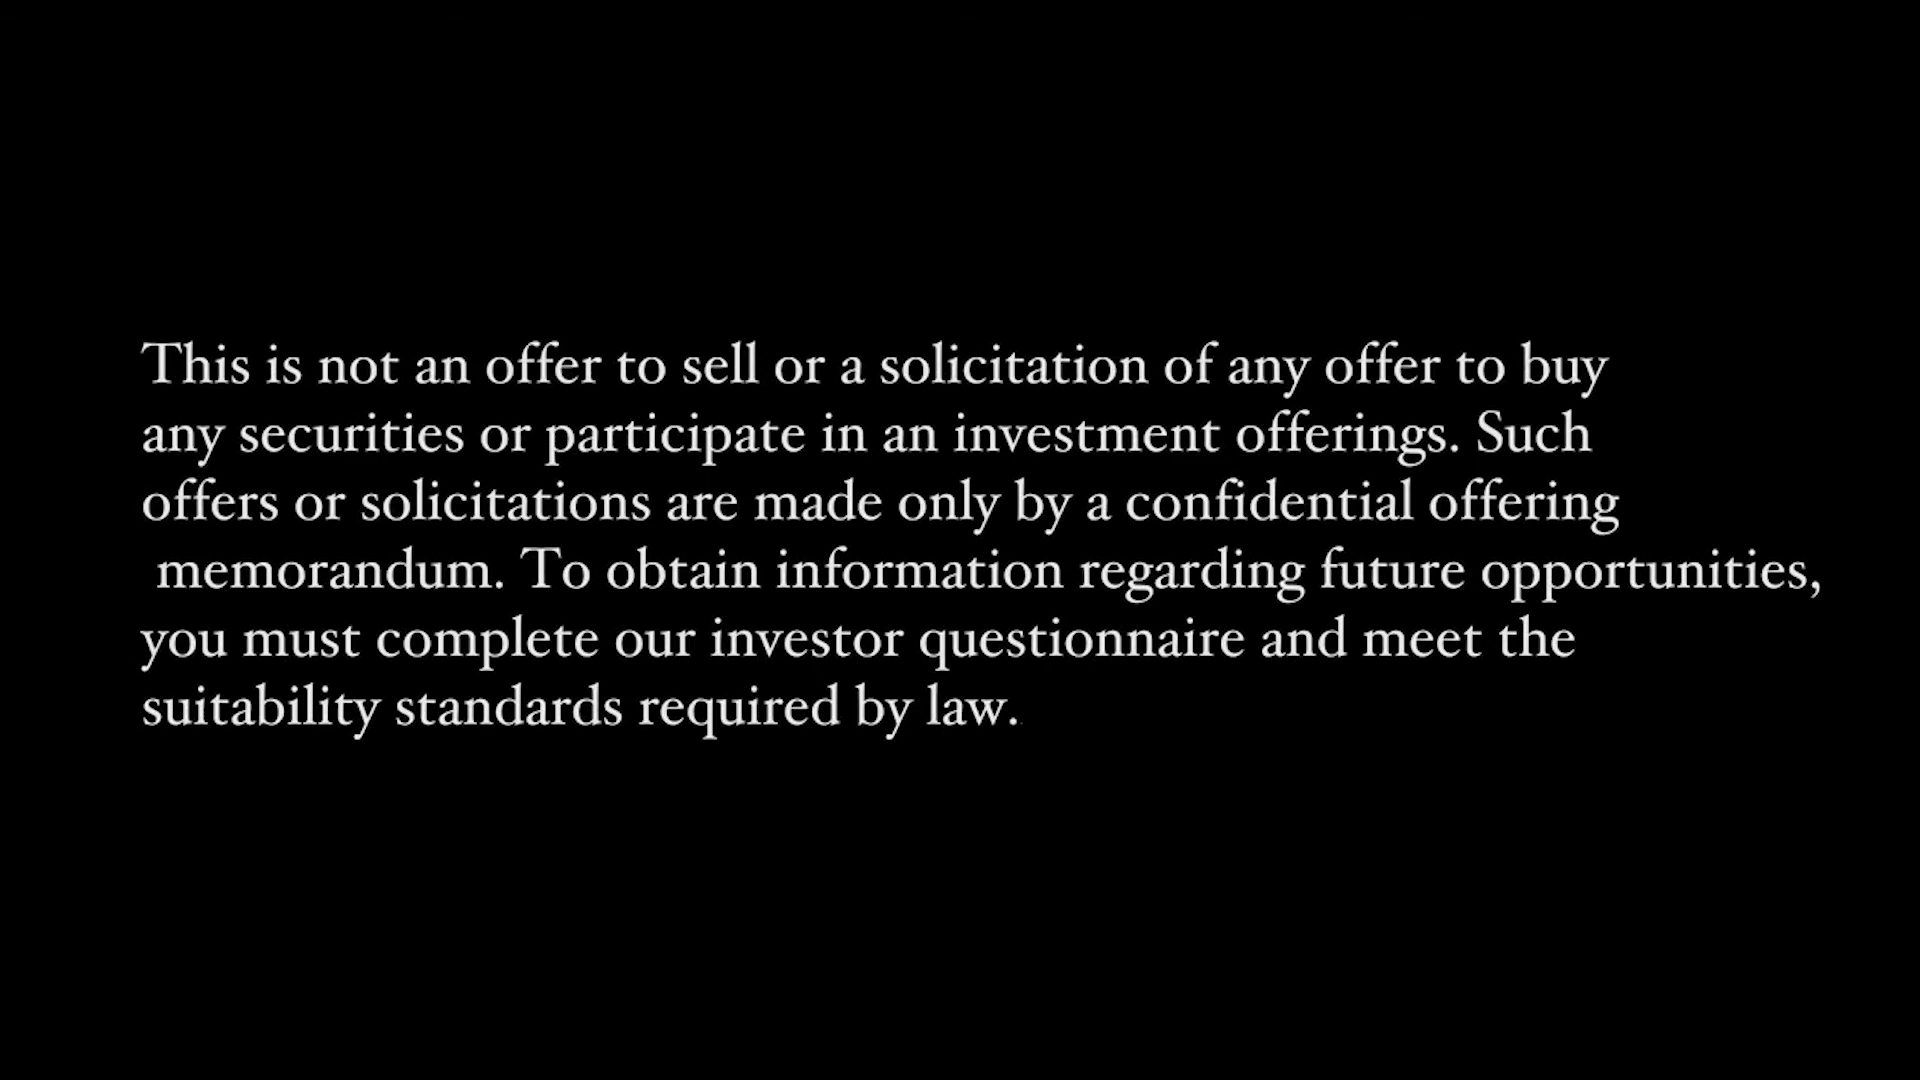 This is not an offer to sell or a solicitation of any offer to buy
any securities or participate in an investment offerings. Such
offers or solicitations are made only by a confidential offering
memorandum. To obtain information regarding future opportunities,
you must complete our investor questionnaire and meet the
suitability standards required by law.